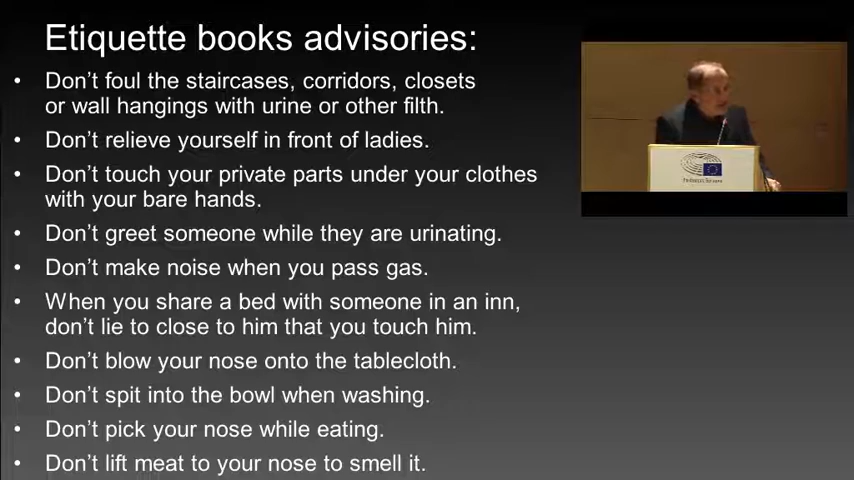 Etiquette books advisories:
• Don't foul the staircases, corridors, closets
or wall hangings with urine or other filth.
• Don't relieve yourself in front of ladies.
• Don't touch your private parts under your clothes
with your bare hands.
• Don't greet someone while they are urinating.
• Don't make noise when you pass gas.
• When you share a bed with someone in an inn,
don't lie to close to him that you touch him.
• Don't blow your nose onto the tablecloth.
• Don't spit into the bowl when washing.
• Don't pick your nose while eating.
• Don't lift meat to your nose to smell it.